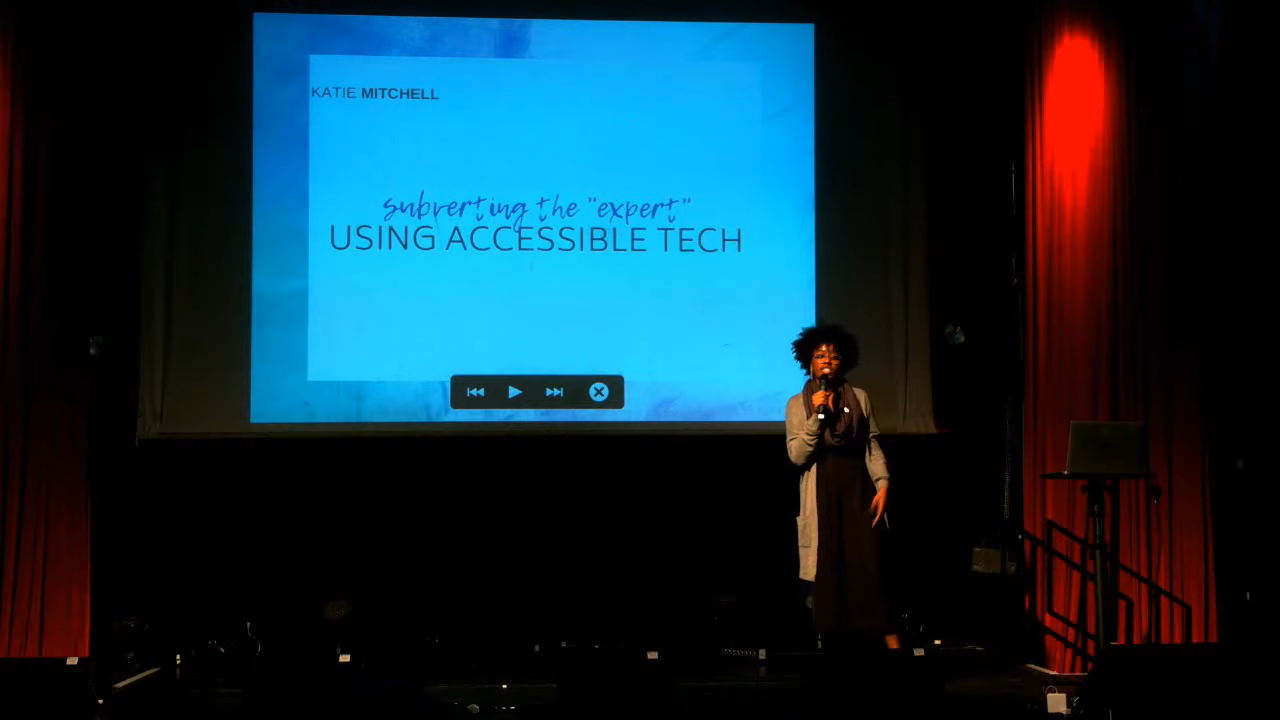 KATIE MITCHELL
subverting the "expert"
USING ACCESSIBLE TECH